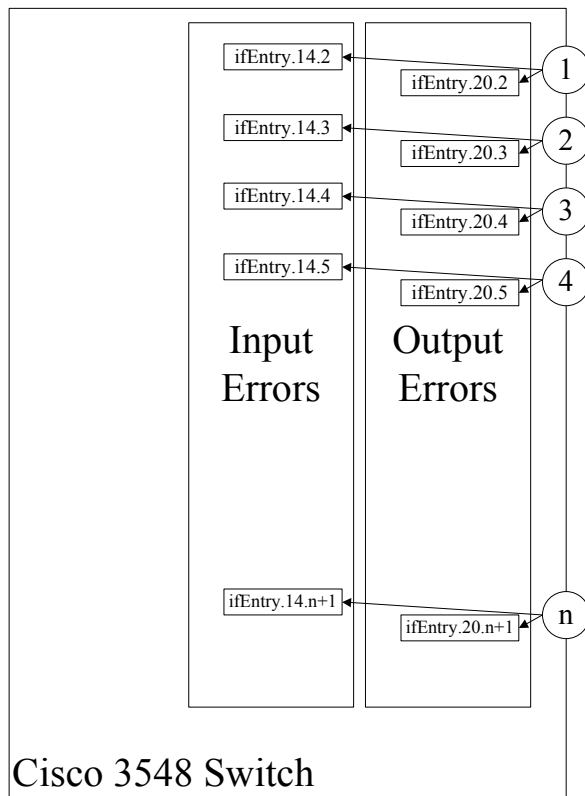 ifEntry.14.2
1
ifEntry.20.2
ifEntry.14.3
2
ifEntry.20.3
ifEntry.14.4
3
ifEntry.20.4
ifEntry.14.5
4
ifEntry.20.5
Input
Errors
Output
Errors
ifEntry.14.n+1
n
ifEntry.20.n+1
Cisco 3548 Switch